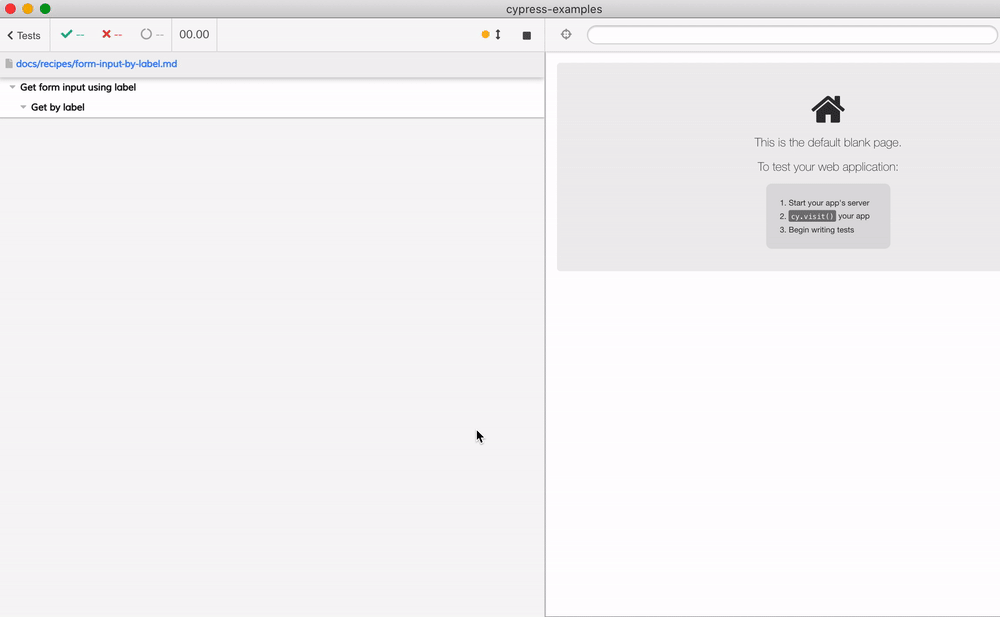 cypress-examples
Tests -- -- -- 00.00
docs/recipes/form-input-by-label.md
Get form input using label
Get by label
This is the default blank page.
To test your web application:
1. Start your app's server
2. cy.visit() your app
3. Begin writing tests